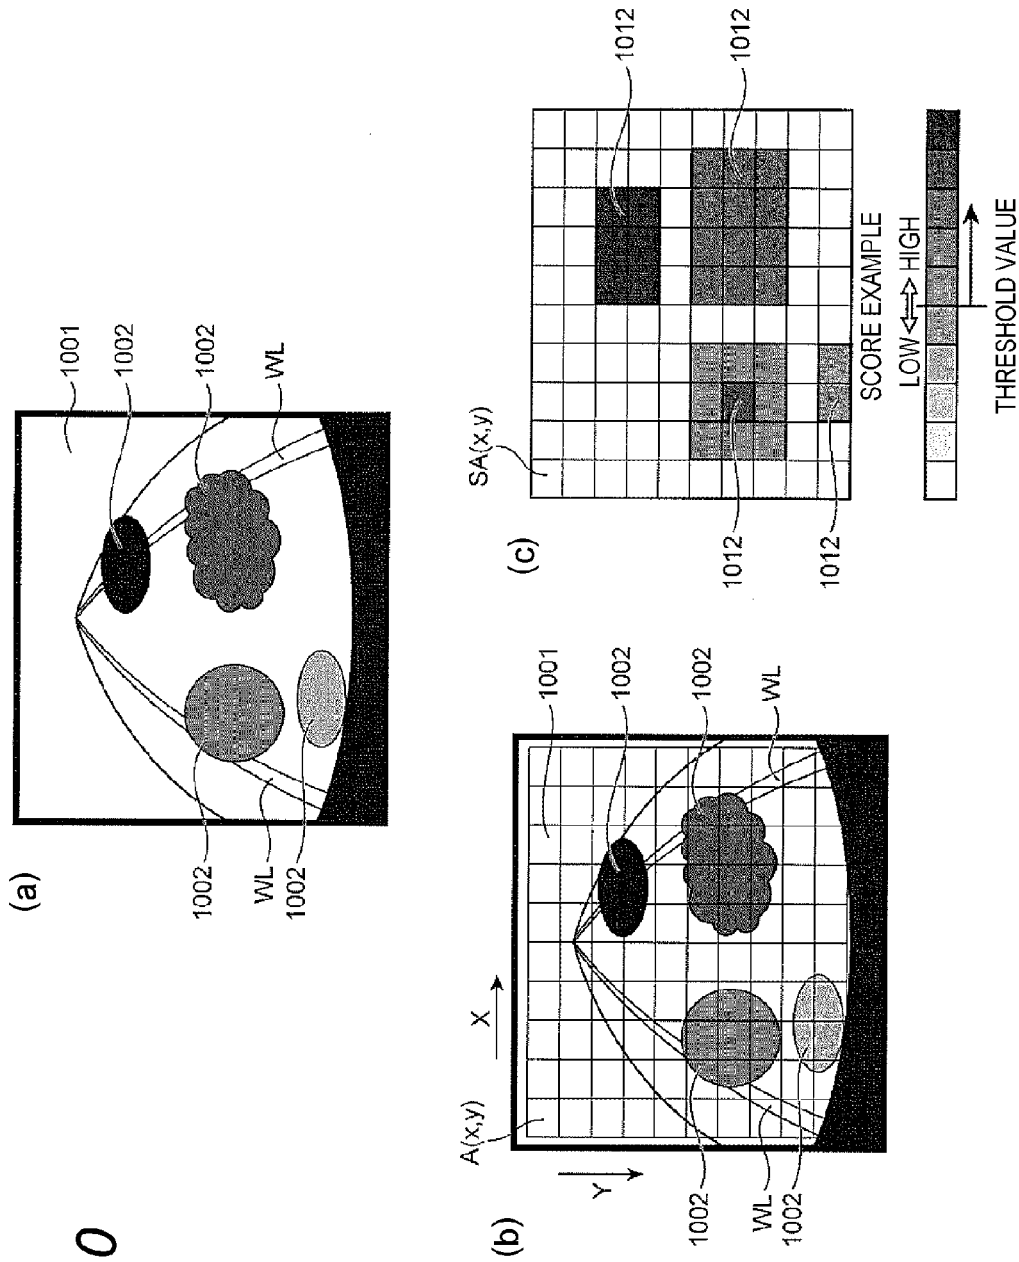 0
(a)
1001
1002
1002
1002
WL
WL
1002
(b)
A(x,y)
X
1001
Y
1002
1002
1002
WL
WL
1002
(c)
SA(x,y)
1012
1012
1012
1012
SCORE EXAMPLE
LOW HIGH
THRESHOLD VALUE